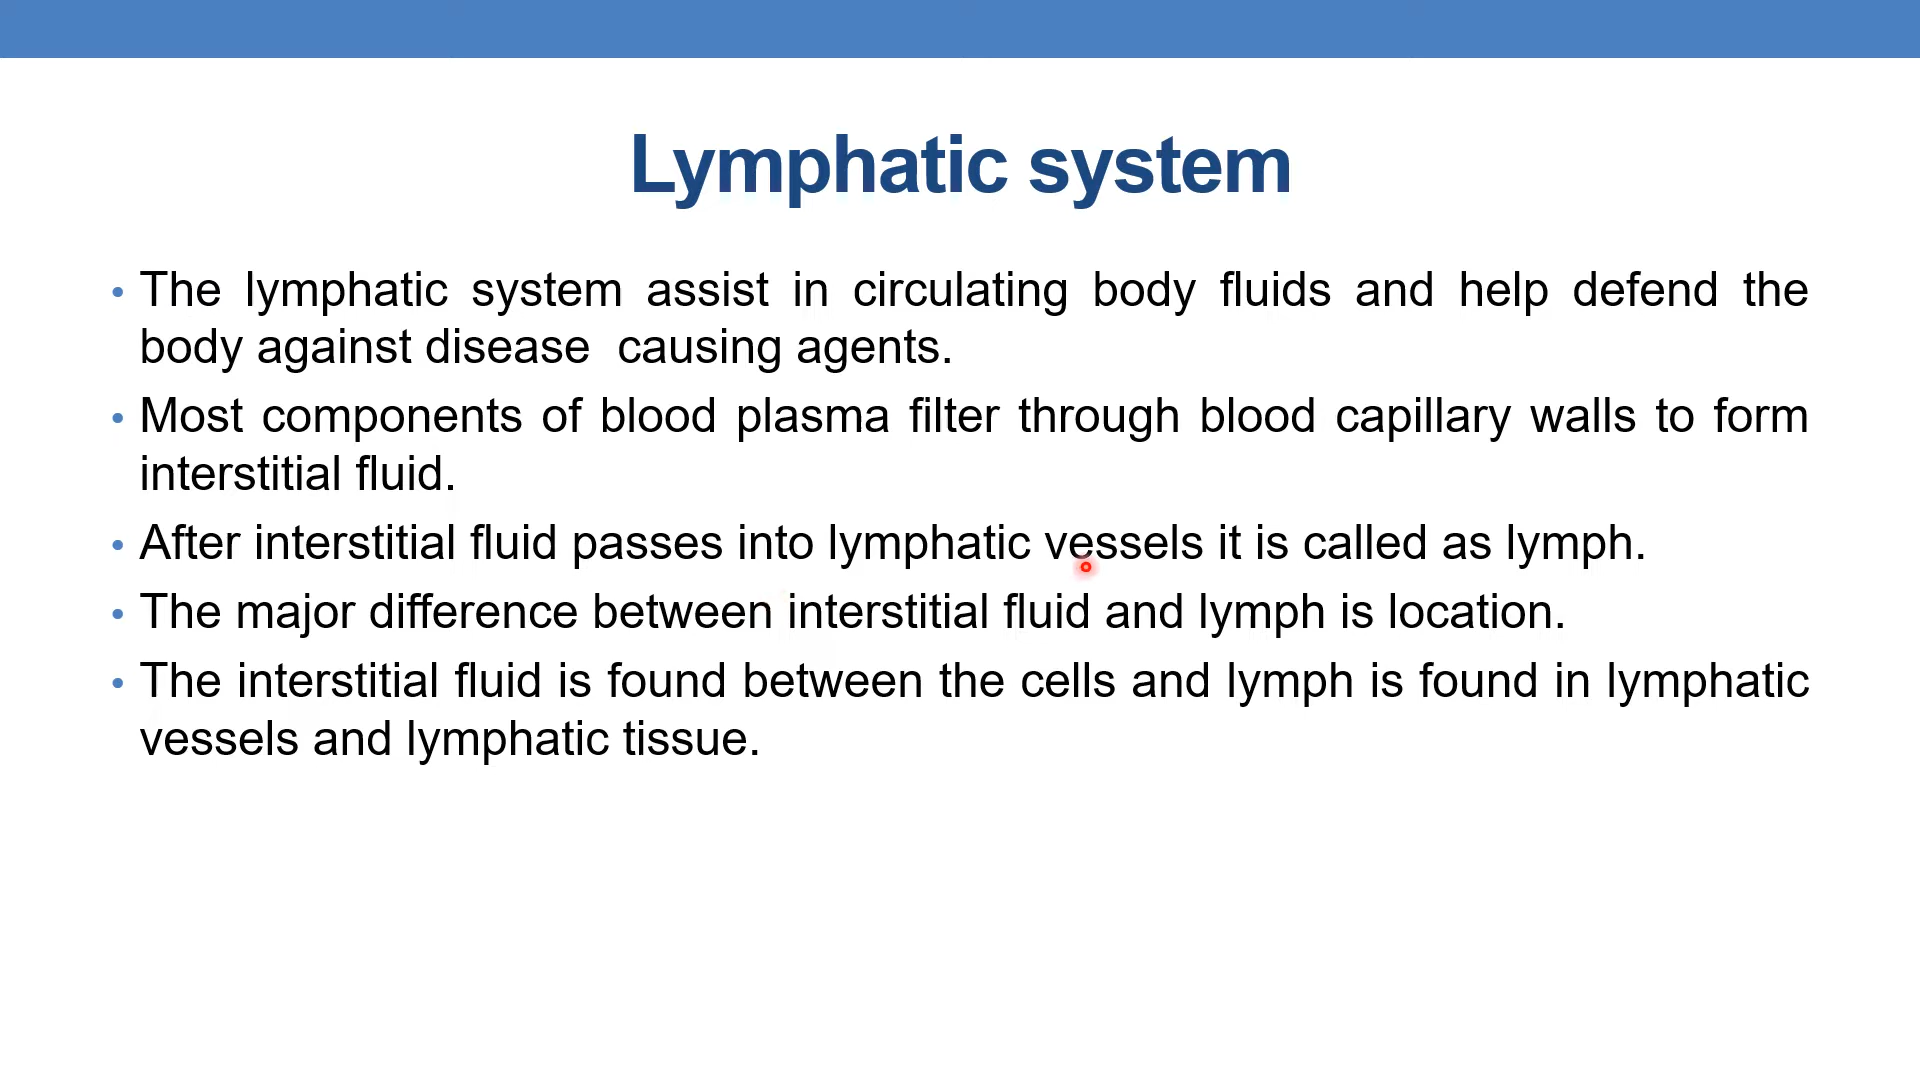 Lymphatic system
• The lymphatic system assist in circulating body fluids and help defend the
body against disease  causing agents.
• Most components of blood plasma filter through blood capillary walls to form
interstitial fluid.
• After interstitial fluid passes into lymphatic vessels it is called as lymph.
• The major difference between interstitial fluid and lymph is location.
• The interstitial fluid is found between the cells and lymph is found in lymphatic
vessels and lymphatic tissue.